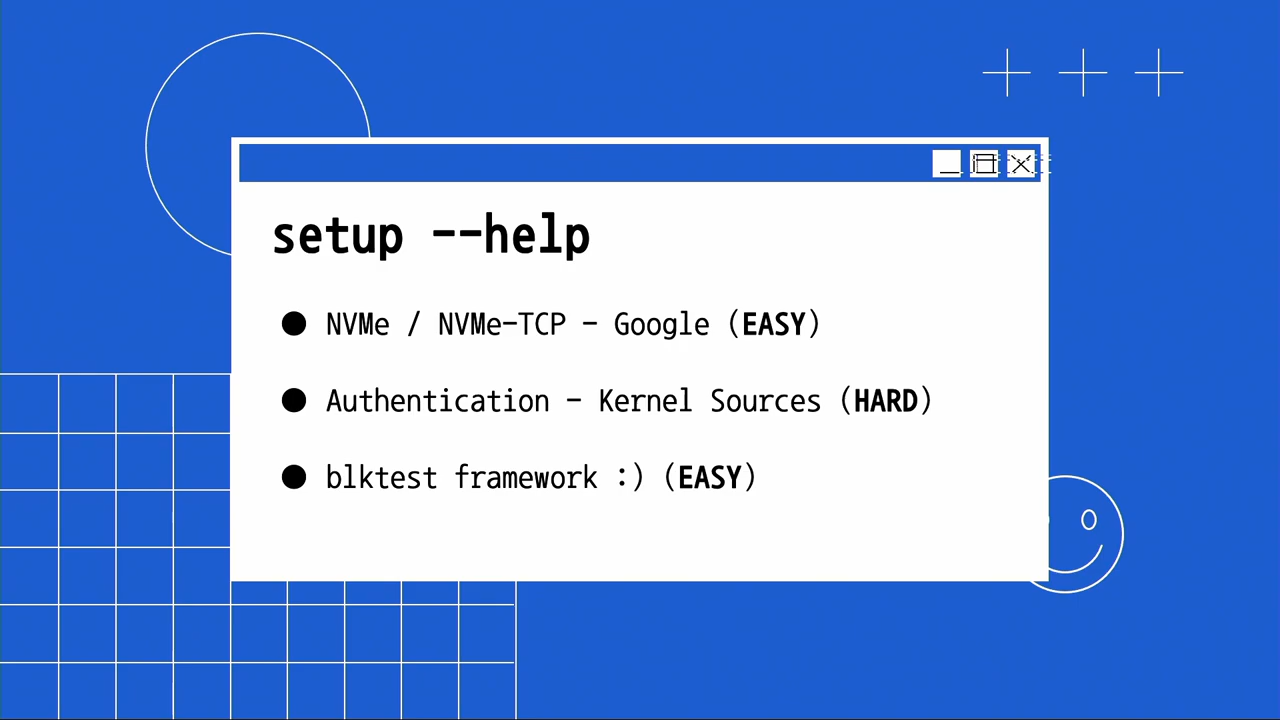 setup --help
● NVMe / NVMe-TCP - Google (EASY)
● Authentication - Kernel Sources (HARD)
● blktest framework :) (EASY)